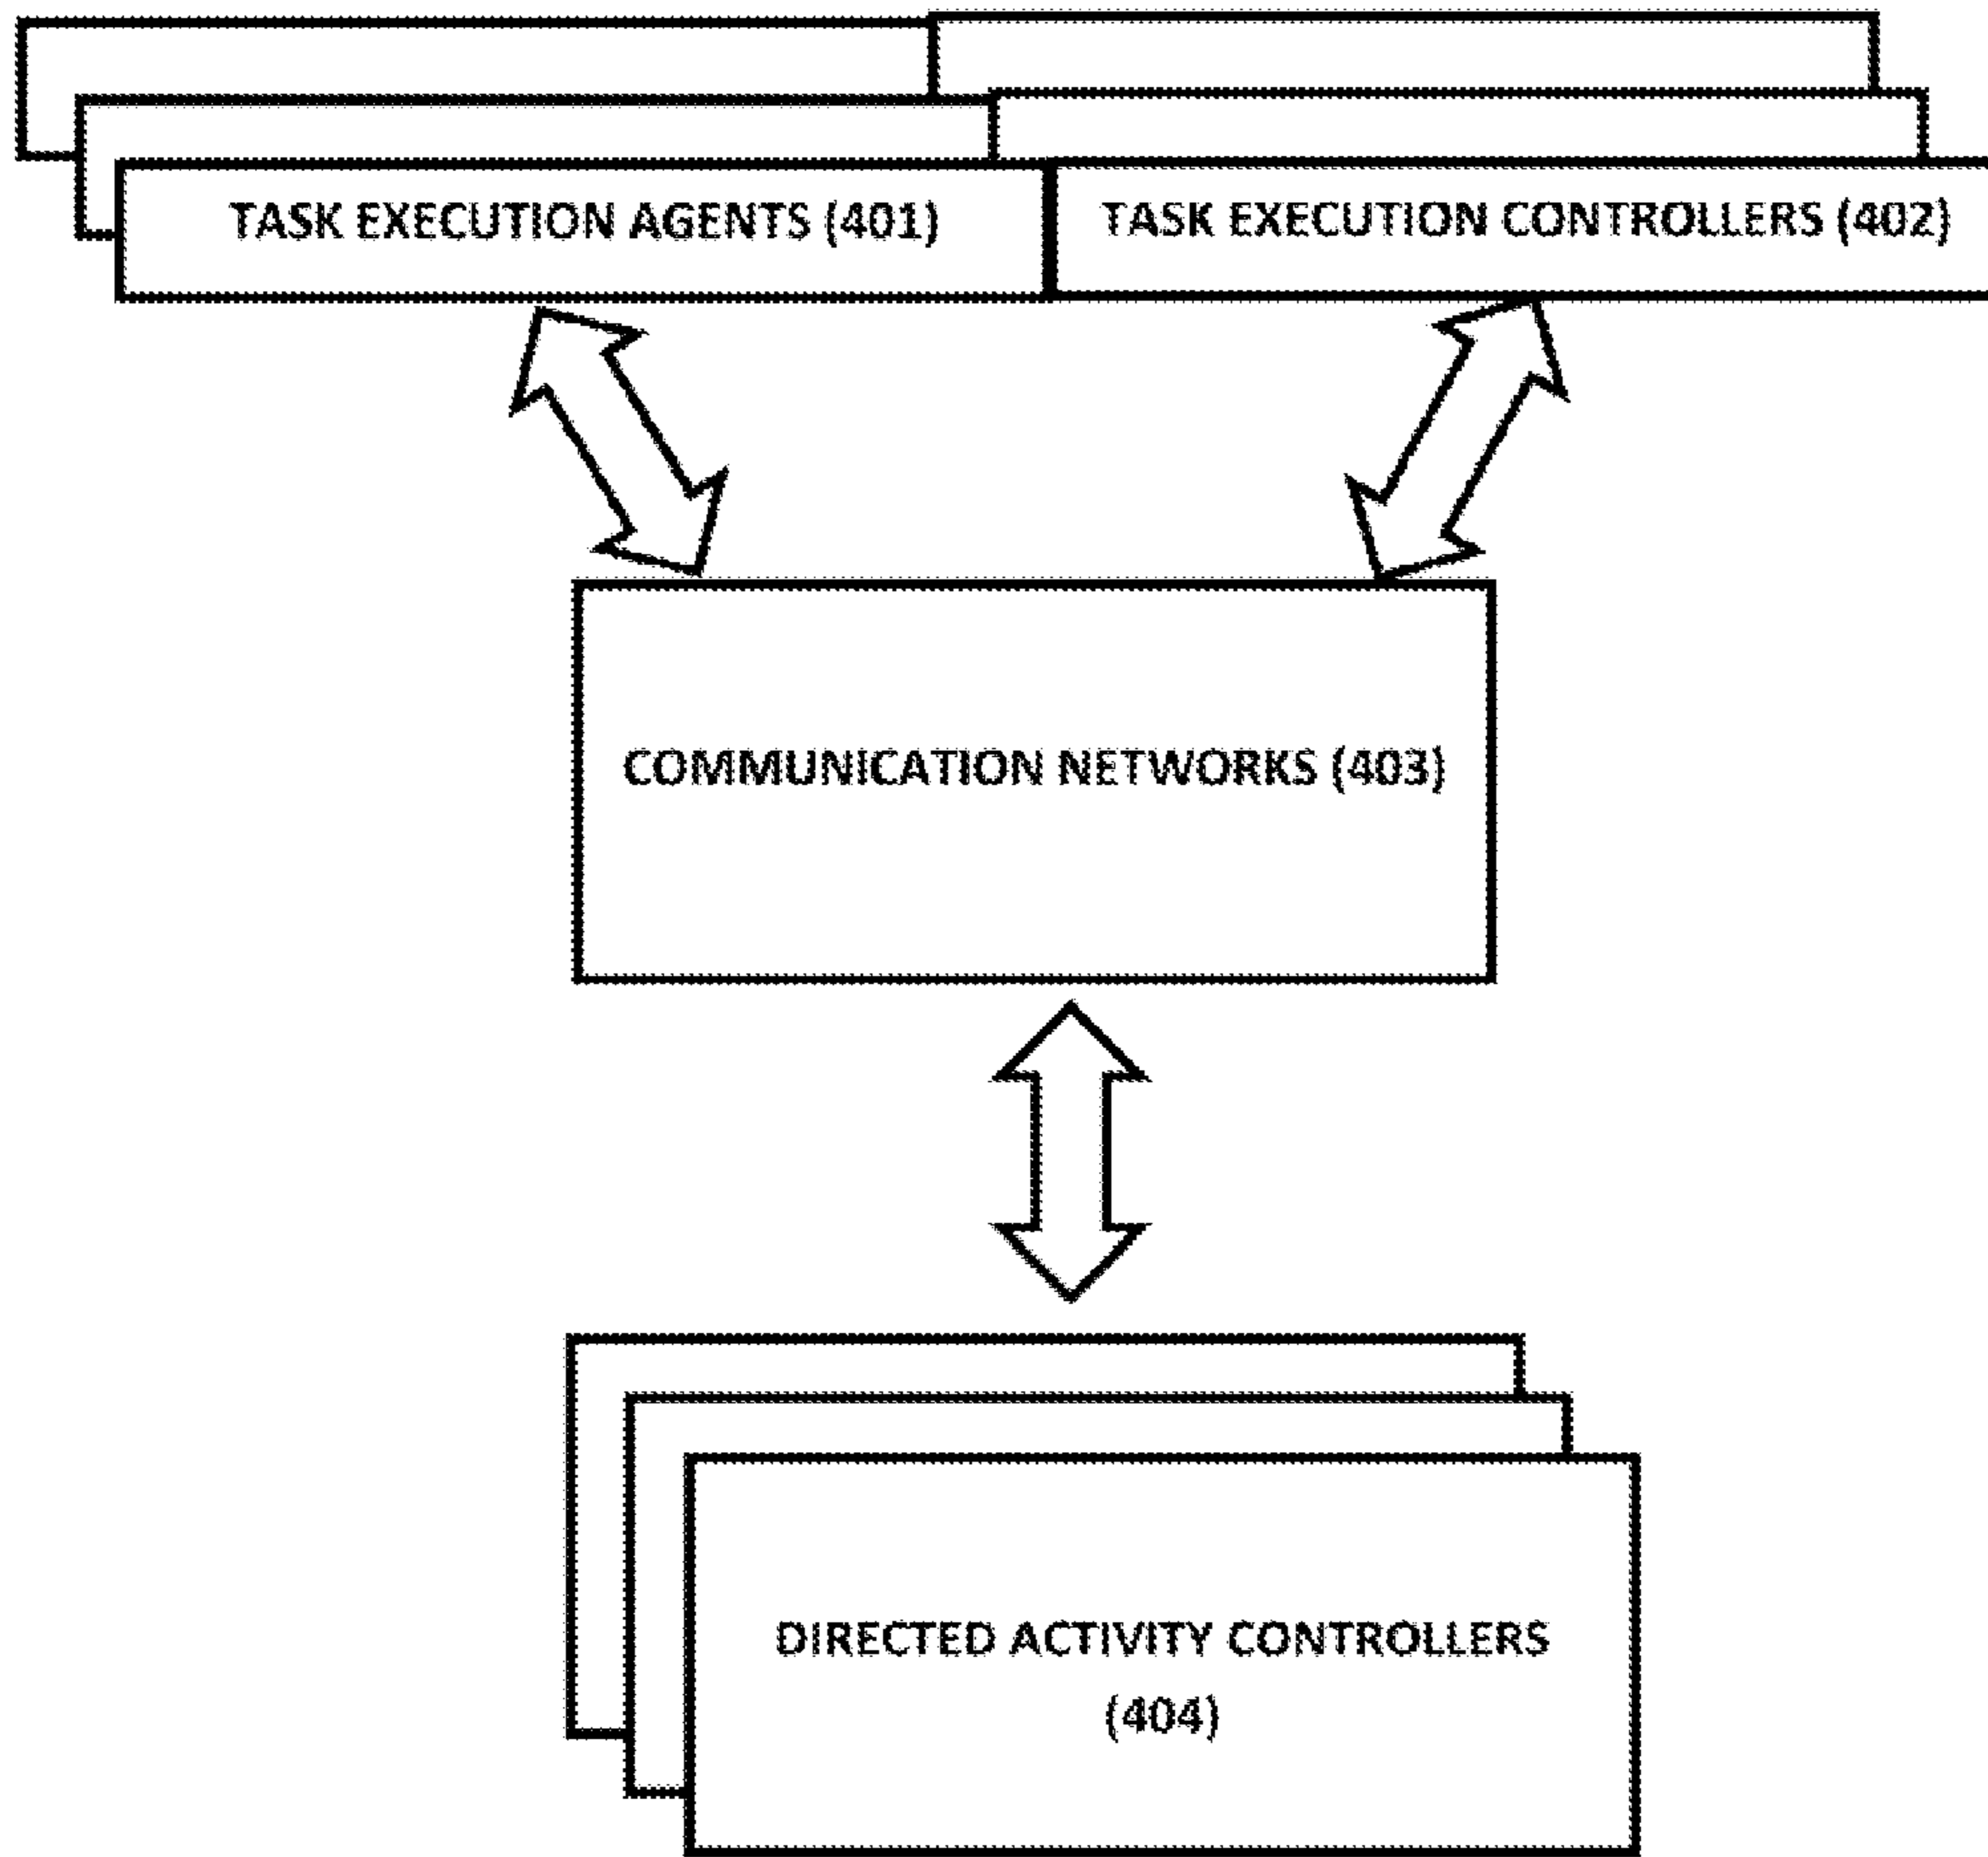 TASK EXECUTION AGENTS (401)
TASK EXECUTION CONTROLLERS (402)
COMMUNICATION NETWORKS (403)
DIRECTED ACTIVITY CONTROLLERS
(404)